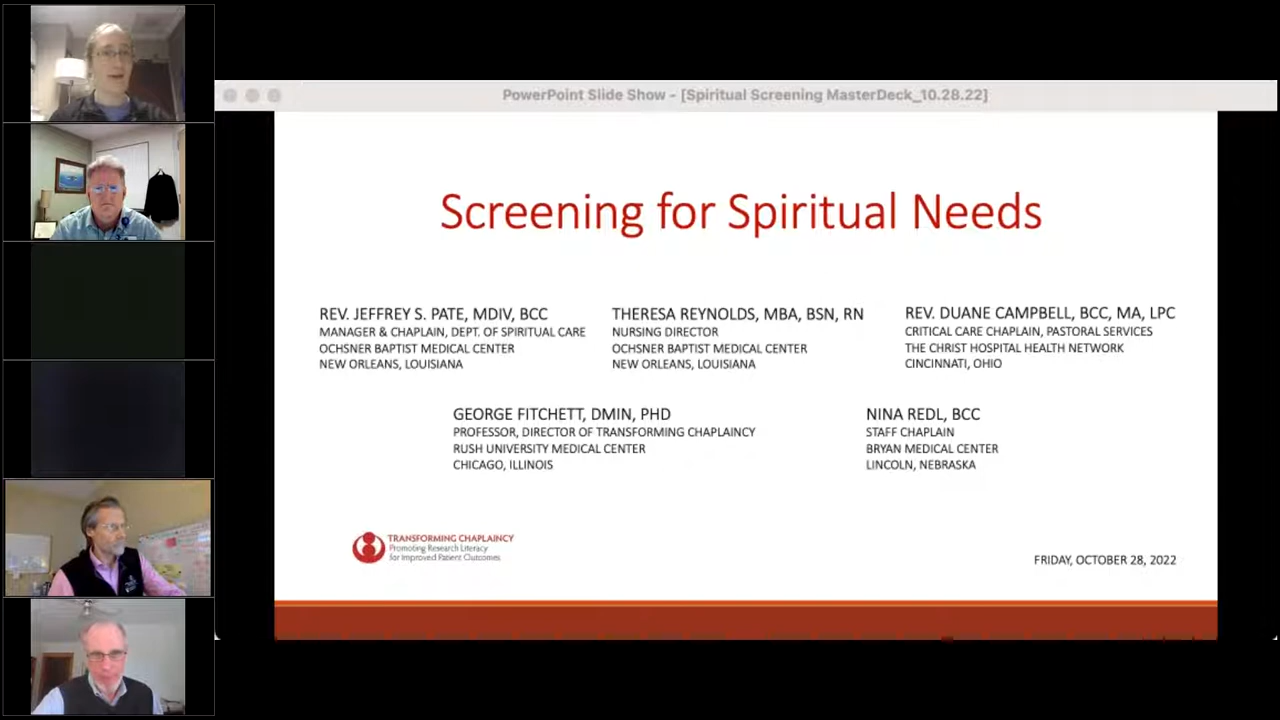 PowerPoint Slide Show - [Spiritual Screening MasterDeck_10.28.22]
Screening for Spiritual Needs
REV. JEFFREY S. PATE, MDIV, BCC
MANAGER & CHAPLAIN, DEPT. OF SPIRITUAL CARE
OCHSNER BAPTIST MEDICAL CENTER
NEW ORLEANS, LOUISIANA
THERESA REYNOLDS, MBA, BSN, RN
NURSING DIRECTOR
OCHSNER BAPTIST MEDICAL CENTER
NEW ORLEANS, LOUISIANA
REV. DUANE CAMPBELL, BCC, MA, LPC
CRITICAL CARE CHAPLAIN, PASTORAL SERVICES
THE CHRIST HOSPITAL HEALTH NETWORK
CINCINNATI, OHIO
GEORGE FITCHETT, DMIN, PHD
PROFESSOR, DIRECTOR OF TRANSFORMING CHAPLAINCY
RUSH UNIVERSITY MEDICAL CENTER
CHICAGO, ILLINOIS
NINA REDL, BCC
STAFF CHAPLAIN
BRYAN MEDICAL CENTER
LINCOLN, NEBRASKA
TRANSFORMING CHAPLAINCY
Promoting Research Literacy
for Improved Patient Outcomes
FRIDAY, OCTOBER 28, 2022